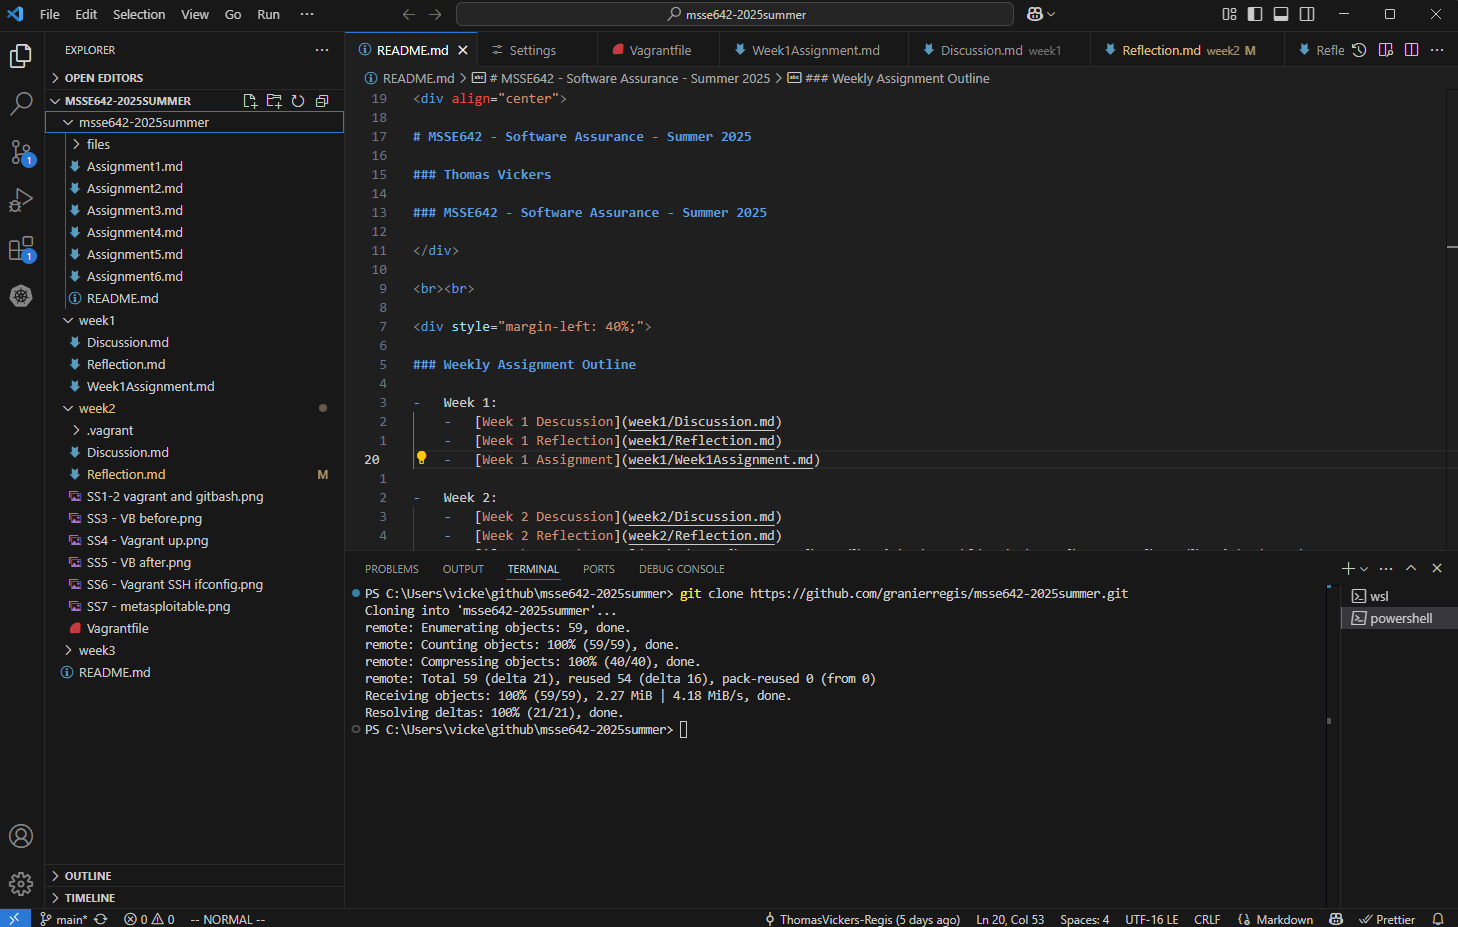 File Edit Selection View Go Run ···
msse642-2025summer
EXPLORER
OPEN EDITORS
MSSE642-2025SUMMER
msse642-2025summer
files
Assignment1.md
Assignment2.md
Assignment3.md
Assignment4.md
Assignment5.md
Assignment6.md
README.md
week1
Discussion.md
Reflection.md
Week1Assignment.md
week2
.vagrant
Discussion.md
Reflection.md M
SS1-2 vagrant and gitbash.png
SS3 - VB before.png
SS4 - Vagrant up.png
SS5 - VB after.png
SS6 - Vagrant SSH ifconfig.png
SS7 - metasploitable.png
Vagrantfile
week3
README.md
OUTLINE
TIMELINE
1
1
README.md Settings Vagrantfile Week1Assignment.md Discussion.md week1 Reflection.md week2 M Refle
README.md > # MSSE642 - Software Assurance - Summer 2025 > ### Weekly Assignment Outline
19 <div align="center">
18
17 # MSSE642 - Software Assurance - Summer 2025
16
15 ### Thomas Vickers
14
13 ### MSSE642 - Software Assurance - Summer 2025
12
11 </div>
10
9 <br><br>
8
7 <div style="margin-left: 40%;">
6
5 ### Weekly Assignment Outline
4
3 - Week 1:
2 - [Week 1 Descussion](week1/Discussion.md)
1 - [Week 1 Reflection](week1/Reflection.md)
20 - [Week 1 Assignment](week1/Week1Assignment.md)
1
2 - Week 2:
3 - [Week 2 Descussion](week2/Discussion.md)
4 - [Week 2 Reflection](week2/Reflection.md)
PROBLEMS OUTPUT TERMINAL PORTS DEBUG CONSOLE
PS C:\Users\vicke\github\msse642-2025summer> git clone https://github.com/granierregis/msse642-2025summer.git
Cloning into 'msse642-2025summer'...
remote: Enumerating objects: 59, done.
remote: Counting objects: 100% (59/59), done.
remote: Compressing objects: 100% (40/40), done.
remote: Total 59 (delta 21), reused 54 (delta 16), pack-reused 0 (from 0)
Receiving objects: 100% (59/59), 2.27 MiB | 4.18 MiB/s, done.
Resolving deltas: 100% (21/21), done.
PS C:\Users\vicke\github\msse642-2025summer>
wsl
powershell
main* 0 0 -- NORMAL -- ThomasVickers-Regis (5 days ago) Ln 20, Col 53 Spaces: 4 UTF-16 LE CRLF Markdown Prettier